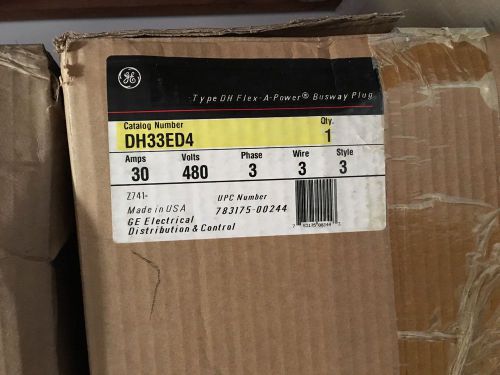 GE
Type DH Flex-A-Power® Busway Plug
Catalog Number Qty.
DH33ED4 1
Amps Volts Phase Wire Style
30 480 3 3 3
Z741-
UPC Number
Made in USA 783175-00244
GE Electrical
Distribution & Control